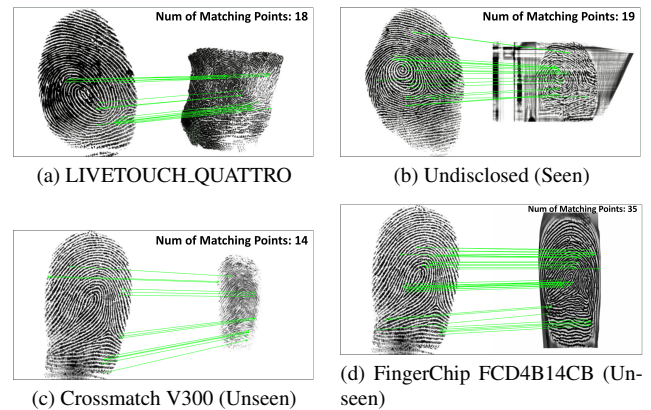 Num of Matching Points: 18
Num of Matching Points: 19
(a) LIVETOUCH_QUATTRO
(b) Undisclosed (Seen)
Num of Matching Points: 14
Num of Matching Points: 35
(c) Crossmatch V300 (Unseen)
(d) FingerChip FCD4B14CB (Un-
seen)